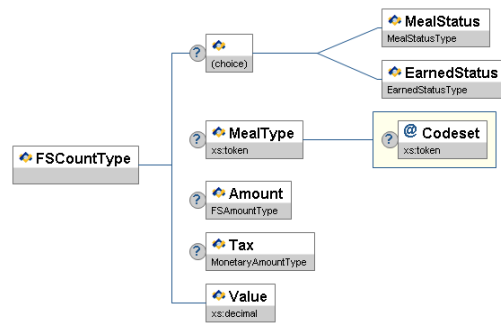 MealStatus
MealStatusType
?
(choice)
EarnedStatus
EarnedStatusType
? MealType
xs:token
? @ Codeset
xs:token
FSCountType
? Amount
FSAmountType
? Tax
MonetaryAmountType
Value
xs:decimal